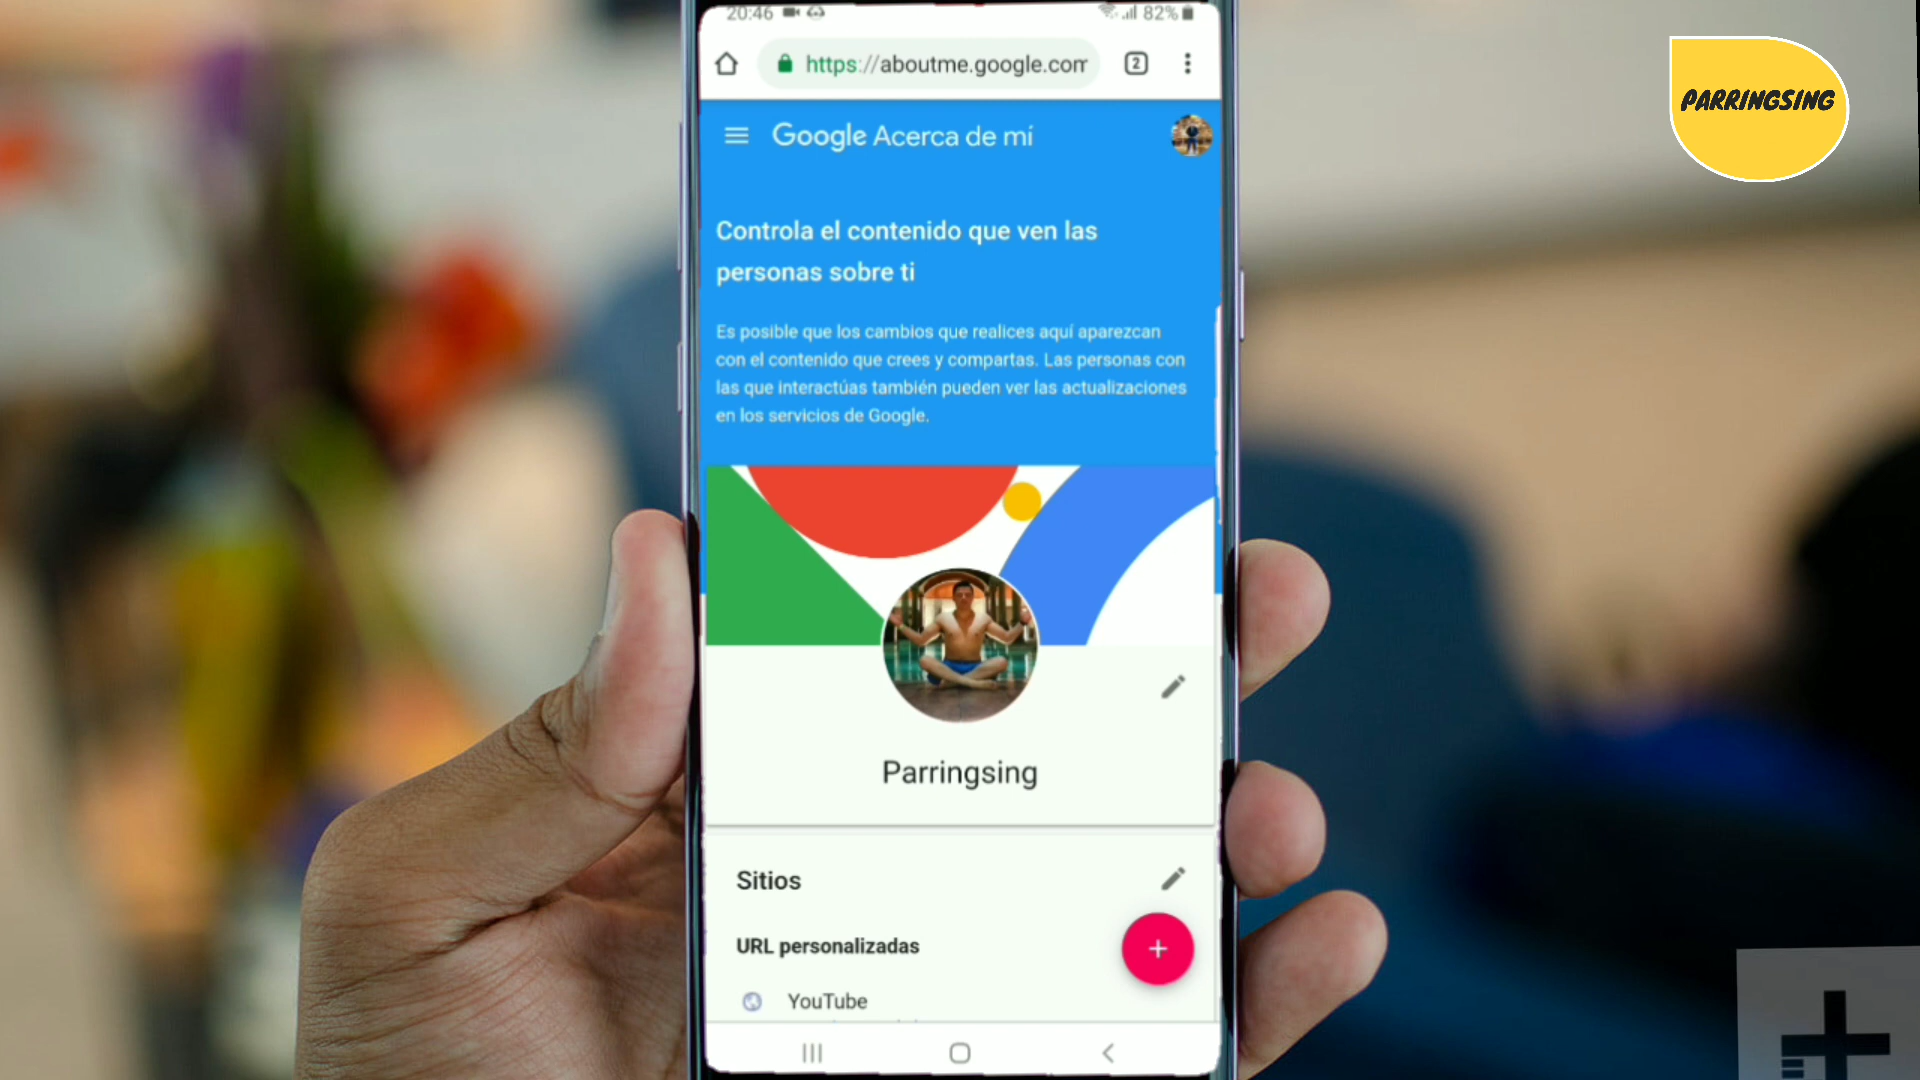 20:46
82%
https://aboutme.google.com
2
PARRINGSING
Google Acerca de mí
Controla el contenido que ven las
personas sobre ti
Es posible que los cambios que realices aquí aparezcan
con el contenido que crees y compartas. Las personas con
las que interactúas también pueden ver las actualizaciones
en los servicios de Google.
Parringsing
Sitios
URL personalizadas
YouTube